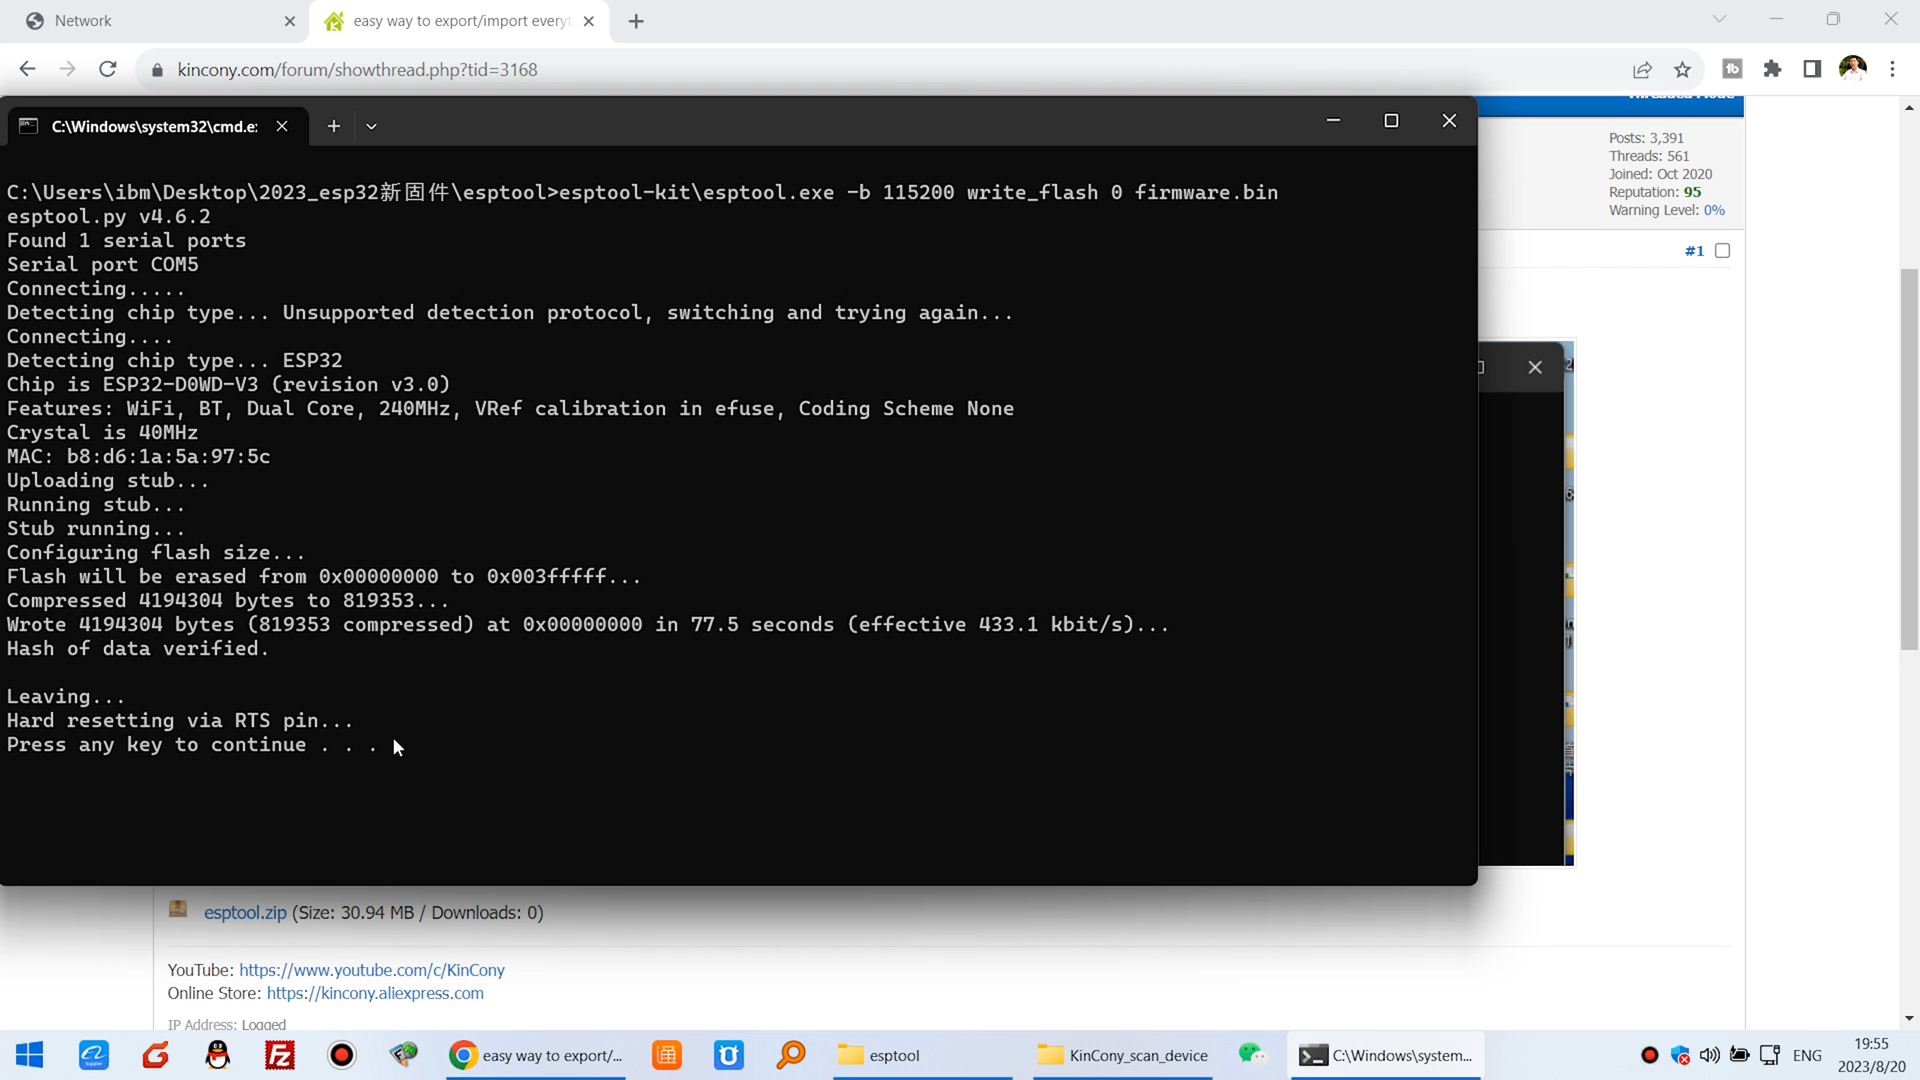 Network
easy way to export/import everyt
kincony.com/forum/showthread.php?tid=3168
Posts: 3,391
Threads: 561
Joined: Oct 2020
Reputation: 95
Warning Level: 0%
#1
C:\Windows\system32\cmd.e
C:\Users\ibm\Desktop\2023_esp32新固件\esptool>esptool-kit\esptool.exe -b 115200 write_flash 0 firmware.bin
esptool.py v4.6.2
Found 1 serial ports
Serial port COM5
Connecting.....
Detecting chip type... Unsupported detection protocol, switching and trying again...
Connecting....
Detecting chip type... ESP32
Chip is ESP32-D0WD-V3 (revision v3.0)
Features: WiFi, BT, Dual Core, 240MHz, VRef calibration in efuse, Coding Scheme None
Crystal is 40MHz
MAC: b8:d6:1a:5a:97:5c
Uploading stub...
Running stub...
Stub running...
Configuring flash size...
Flash will be erased from 0x00000000 to 0x003fffff...
Compressed 4194304 bytes to 819353...
Wrote 4194304 bytes (819353 compressed) at 0x00000000 in 77.5 seconds (effective 433.1 kbit/s)...
Hash of data verified.
Leaving...
Hard resetting via RTS pin...
Press any key to continue . . .
esptool.zip (Size: 30.94 MB / Downloads: 0)
YouTube: https://www.youtube.com/c/KinCony
Online Store: https://kincony.aliexpress.com
IP Address: Logged
easy way to export/...
esptool
KinCony_scan_device
C:\Windows\system...
ENG
19:55
2023/8/20